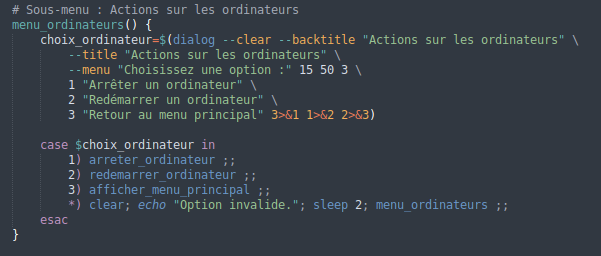 # Sous-menu : Actions sur les ordinateurs
menu_ordinateurs() {
    choix_ordinateur=$(dialog --clear --backtitle "Actions sur les ordinateurs" \
        --title "Actions sur les ordinateurs" \
        --menu "Choisissez une option :" 15 50 3 \
        1 "Arrêter un ordinateur" \
        2 "Redémarrer un ordinateur" \
        3 "Retour au menu principal" 3>&1 1>&2 2>&3)
    case $choix_ordinateur in
        1) arreter_ordinateur ;;
        2) redemarrer_ordinateur ;;
        3) afficher_menu_principal ;;
        *) clear; echo "Option invalide."; sleep 2; menu_ordinateurs ;;
    esac
}